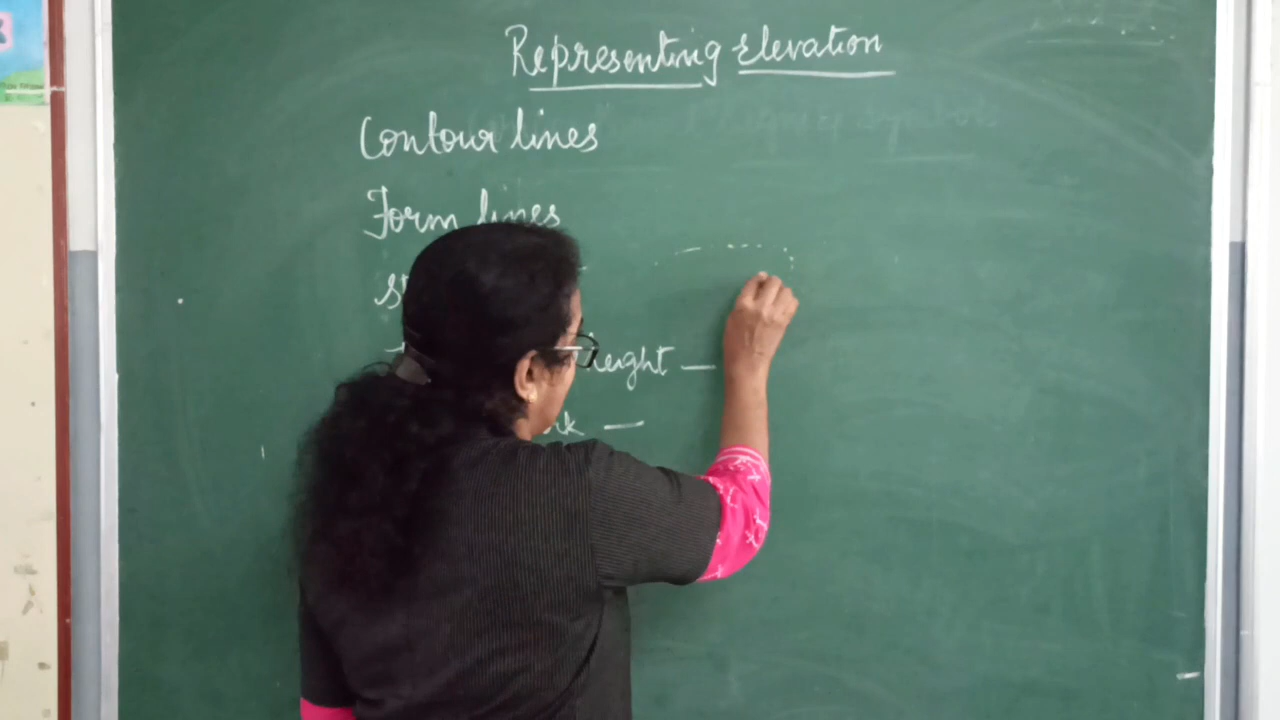 Representing Elevation
Contour lines
Form lines
height —
—